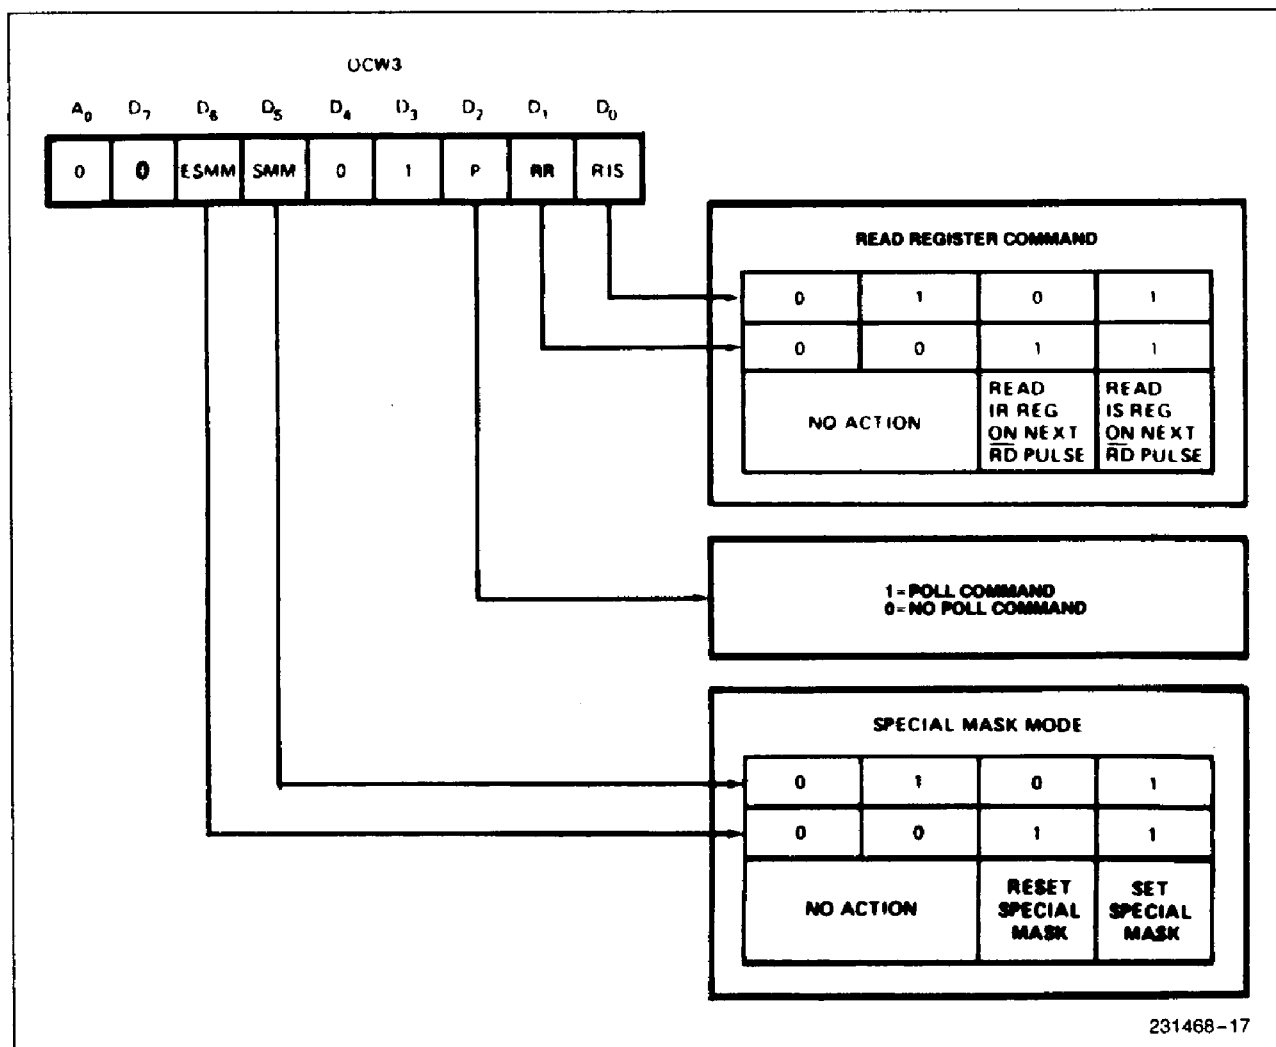 OCW3
A0 D7 D6 D5 D4 D3 D2 D1 D0
0 0 ESMM SMM 0 1 P RR RIS
READ REGISTER COMMAND
0 1 0 1
0 0 1 1
NO ACTION
READ
IR REG
ON NEXT
RD PULSE
READ
IS REG
ON NEXT
RD PULSE
1=POLL COMMAND
0=NO POLL COMMAND
SPECIAL MASK MODE
0 1 0 1
0 0 1 1
NO ACTION
RESET
SPECIAL
MASK
SET
SPECIAL
MASK
231468-17